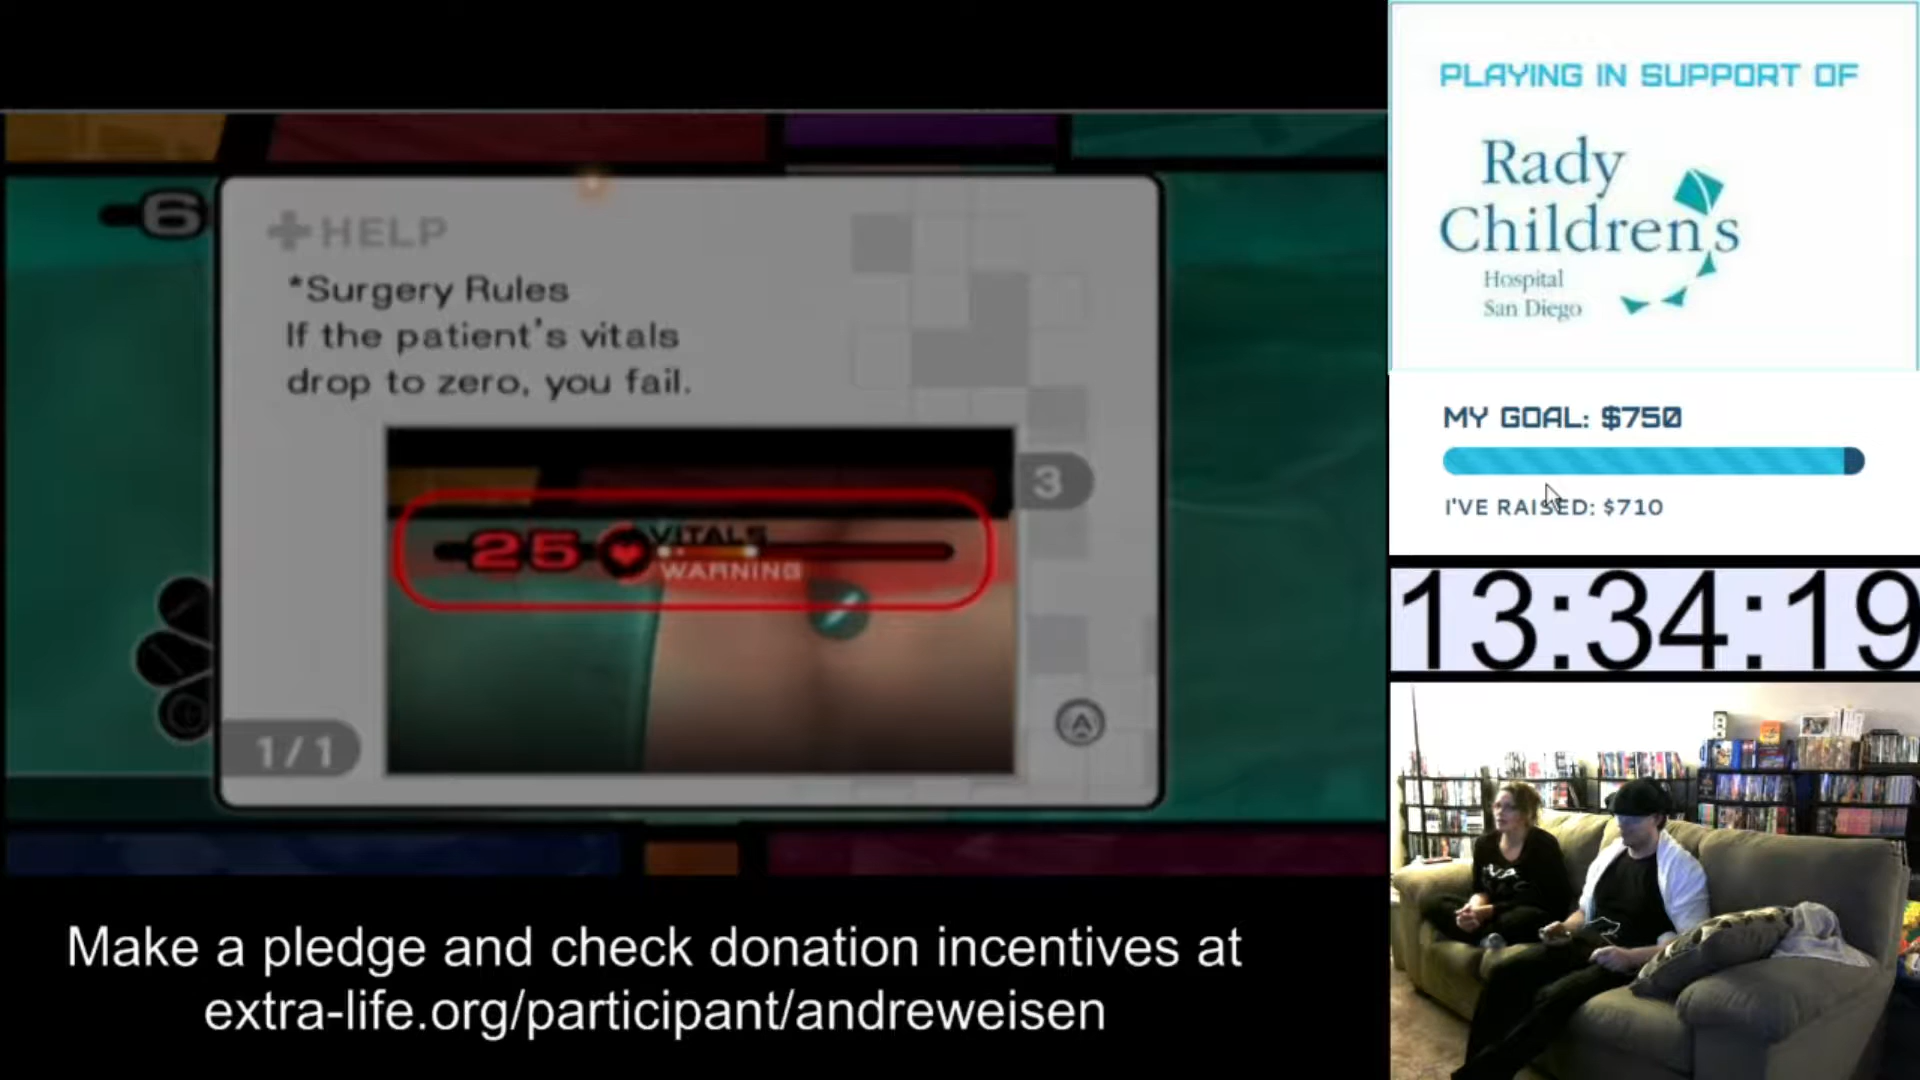 6
HELP
*Surgery Rules
If the patient's vitals
drop to zero, you fail.
25 VITALS
WARNING
3
1/1
A
PLAYING IN SUPPORT OF
Rady
Children's
Hospital
San Diego
MY GOAL: $750
I'VE RAISED: $710
13:34:19
Make a pledge and check donation incentives at
extra-life.org/participant/andreweisen